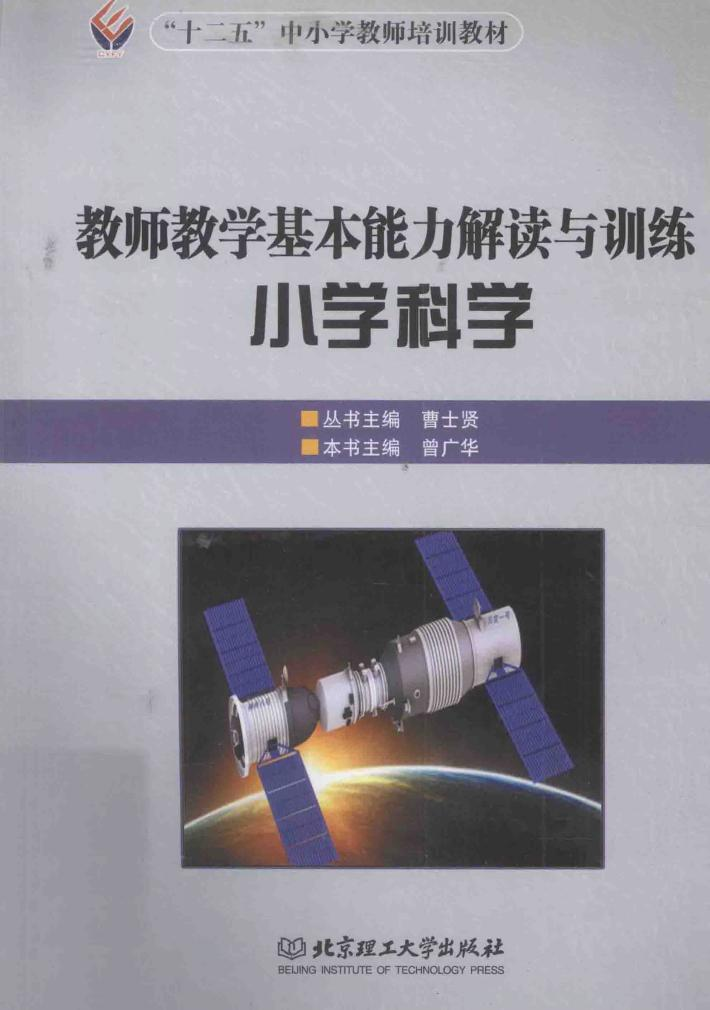 “十二五”中小学教师培训教材
教师教学基本能力解读与训练
小学科学
丛书主编 曹士贤
本书主编 曾广华
北京理工大学出版社
BEIJING INSTITUTE OF TECHNOLOGY PRESS